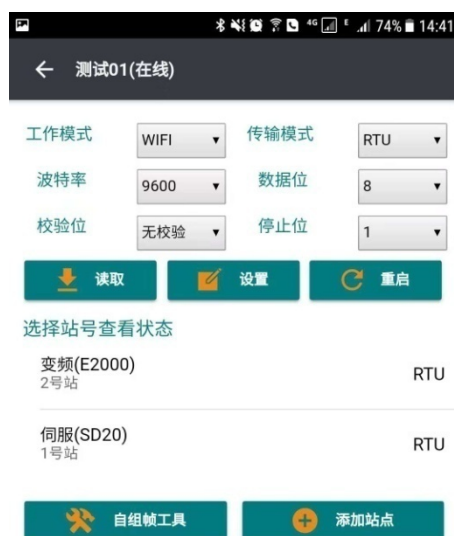 4G E 74% 14:41
测试01(在线)
工作模式 WIFI 传输模式 RTU
波特率 9600 数据位 8
校验位 无校验 停止位 1
读取 设置 重启
选择站号查看状态
变频(E2000)
2号站 RTU
伺服(SD20)
1号站 RTU
自组帧工具 添加站点